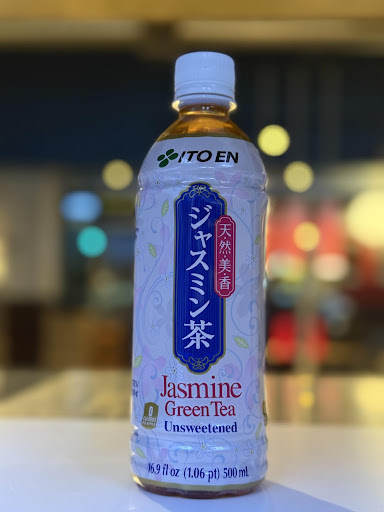 ITO EN
ジャスミン茶
天・然・美・香
Jasmine
Green Tea
Unsweetened
0
16.9 fl oz (1.06 pt) 500 mL